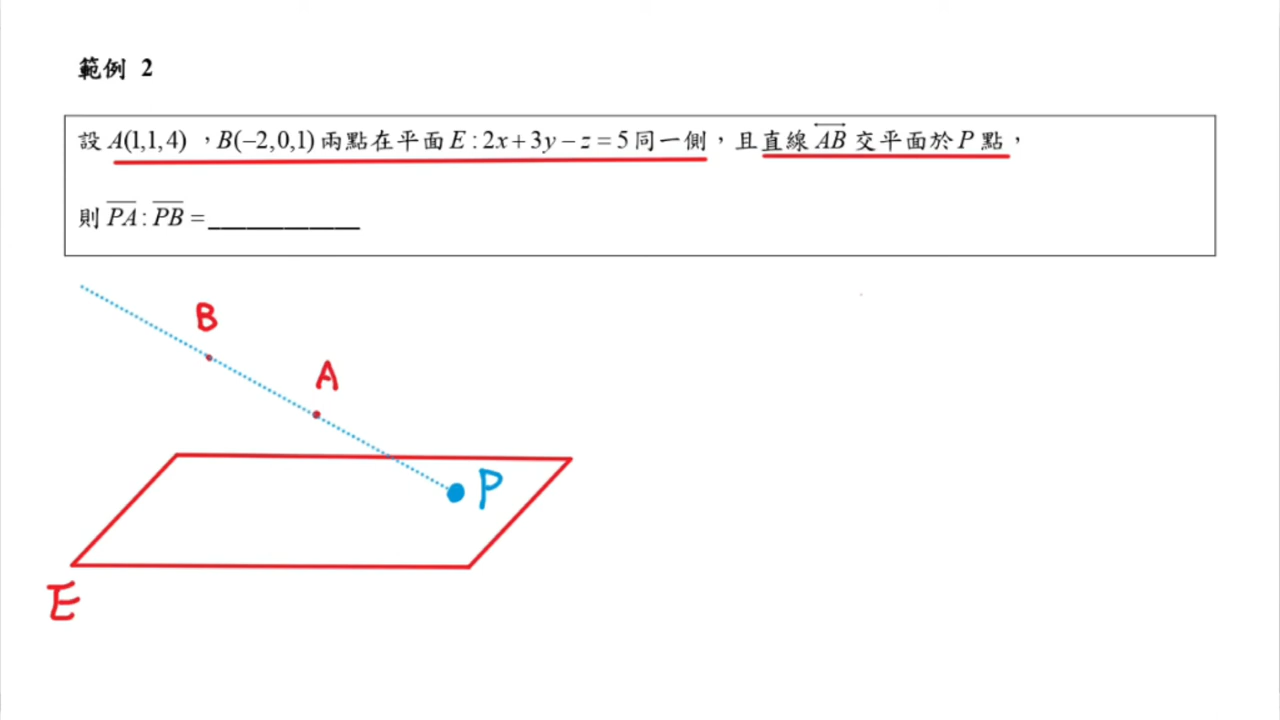 範例 2
設 A(1,1,4) ，B(−2,0,1) 兩點在平面 E : 2x + 3y − z = 5 同一側，且直線 AB 交平面於 P 點，
則 PA : PB = ____________
B
A
P
E